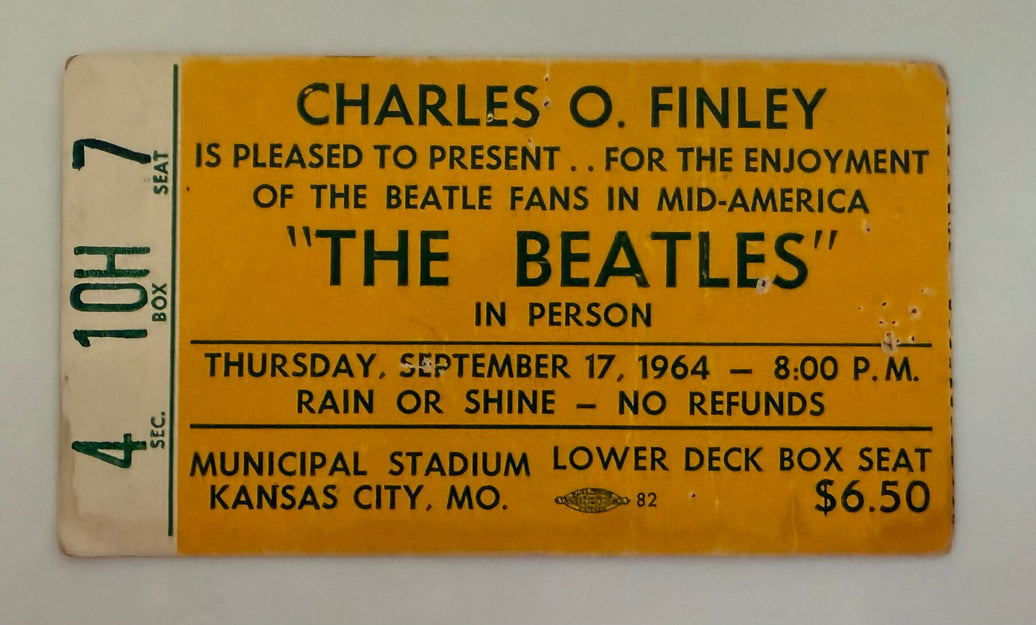 CHARLES O. FINLEY
IS PLEASED TO PRESENT . . FOR THE ENJOYMENT
OF THE BEATLE FANS IN MID-AMERICA
"THE BEATLES"
IN PERSON
THURSDAY, SEPTEMBER 17, 1964 — 8:00 P.M.
RAIN OR SHINE – NO REFUNDS
MUNICIPAL STADIUM
KANSAS CITY, MO.
82
LOWER DECK BOX SEAT
$6.50
4 SEC.
10H BOX
7 SEAT